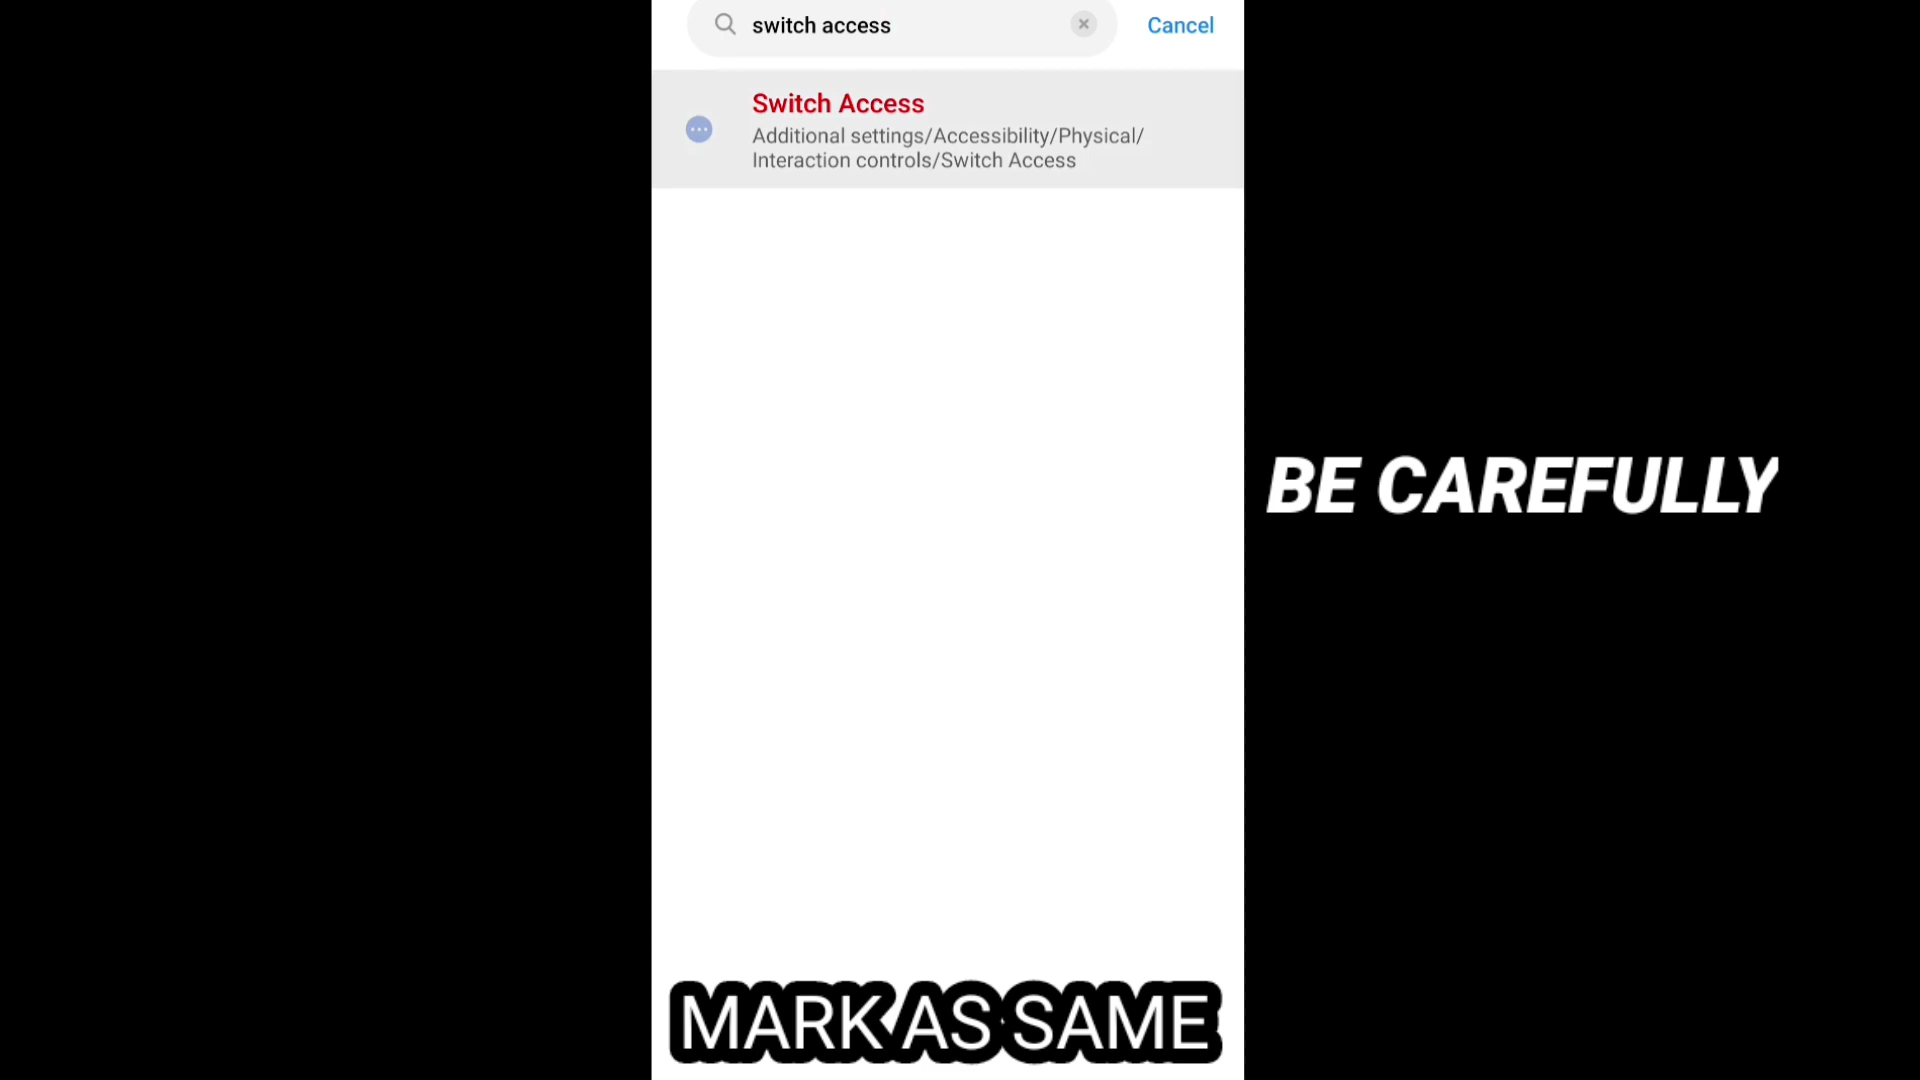 switch access
Cancel
Switch Access
Additional settings/Accessibility/Physical/
Interaction controls/Switch Access
BE CAREFULLY
MARK AS SAME